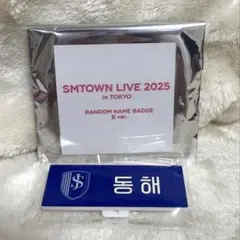 SMTOWN LIVE 2025
in TOKYO
RANDOM NAME BADGE
B ver.
동해